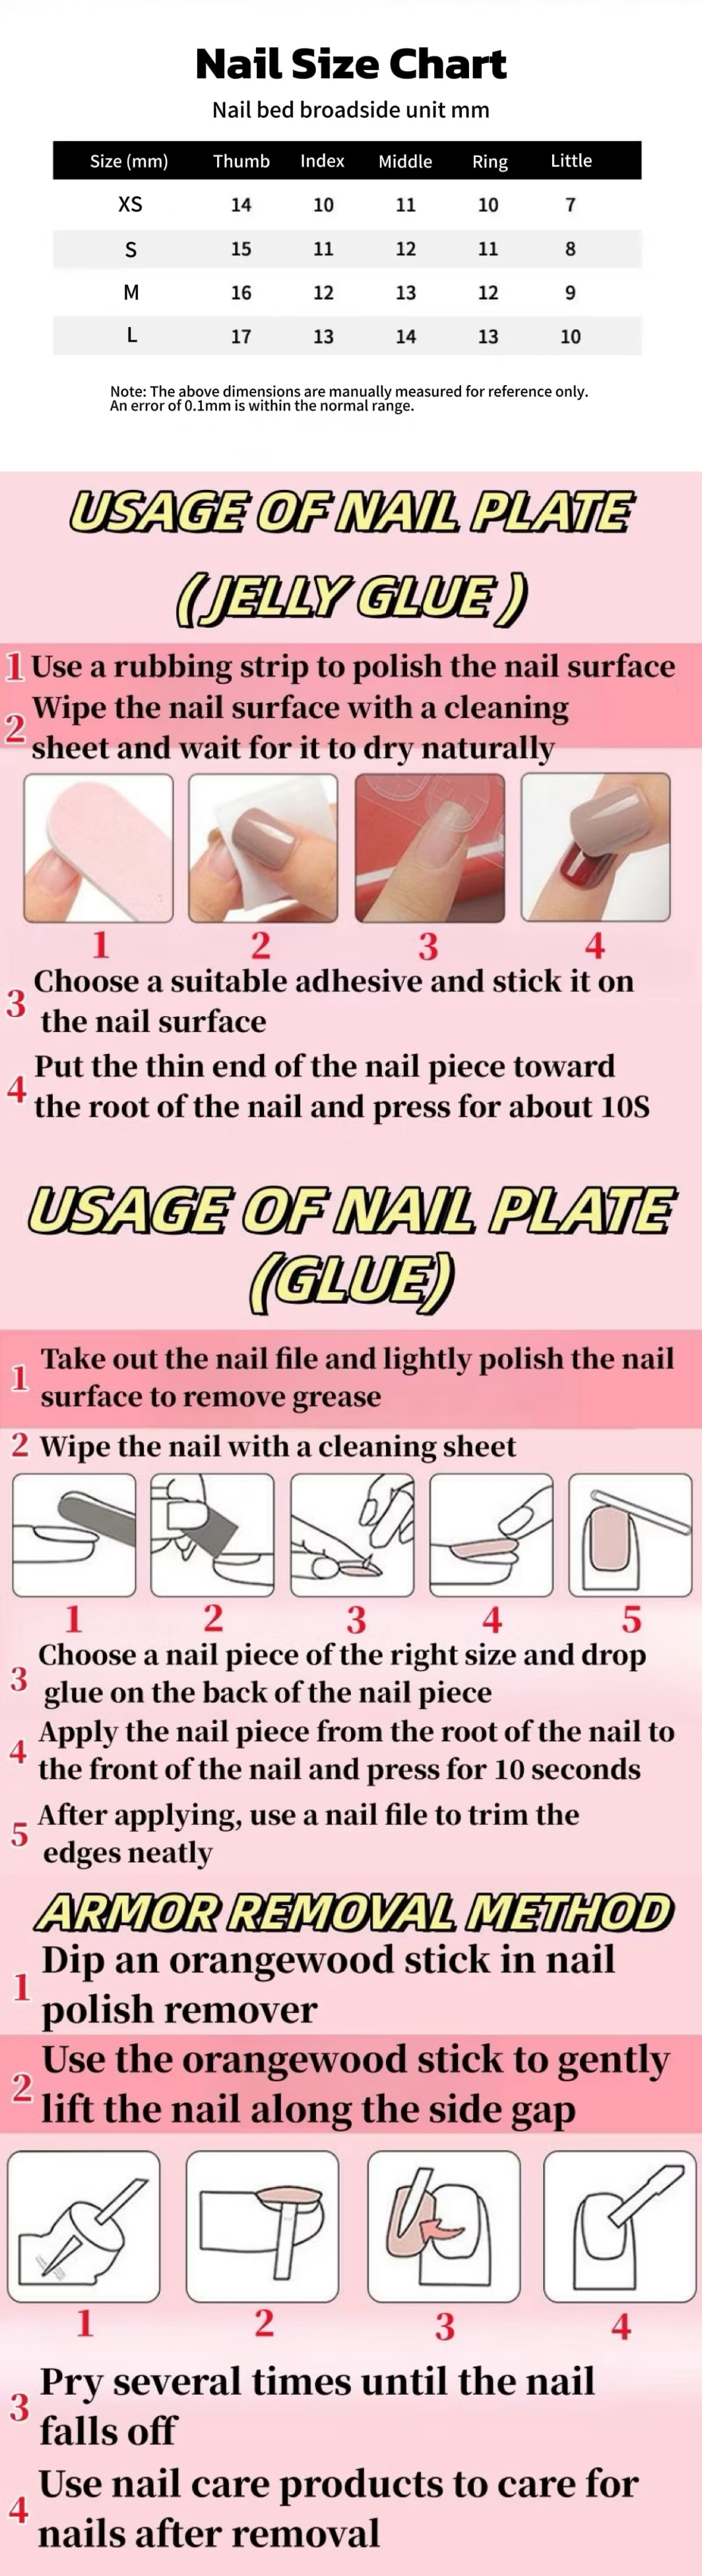 Nail Size Chart
Nail bed broadside unit mm
Size (mm) Thumb Index Middle Ring Little
XS 14 10 11 10 7
S 15 11 12 11 8
M 16 12 13 12 9
L 17 13 14 13 10
Note: The above dimensions are manually measured for reference only.
An error of 0.1mm is within the normal range.
USAGE OF NAIL PLATE
(JELLY GLUE)
1 Use a rubbing strip to polish the nail surface
2 Wipe the nail surface with a cleaning
sheet and wait for it to dry naturally
1 2 3 4
3 Choose a suitable adhesive and stick it on
the nail surface
4 Put the thin end of the nail piece toward
the root of the nail and press for about 10S
USAGE OF NAIL PLATE
(GLUE)
1 Take out the nail file and lightly polish the nail
surface to remove grease
2 Wipe the nail with a cleaning sheet
1 2 3 4 5
3 Choose a nail piece of the right size and drop
glue on the back of the nail piece
4 Apply the nail piece from the root of the nail to
the front of the nail and press for 10 seconds
5 After applying, use a nail file to trim the
edges neatly
ARMOR REMOVAL METHOD
1 Dip an orangewood stick in nail
polish remover
2 Use the orangewood stick to gently
lift the nail along the side gap
1 2 3 4
3 Pry several times until the nail
falls off
4 Use nail care products to care for
nails after removal